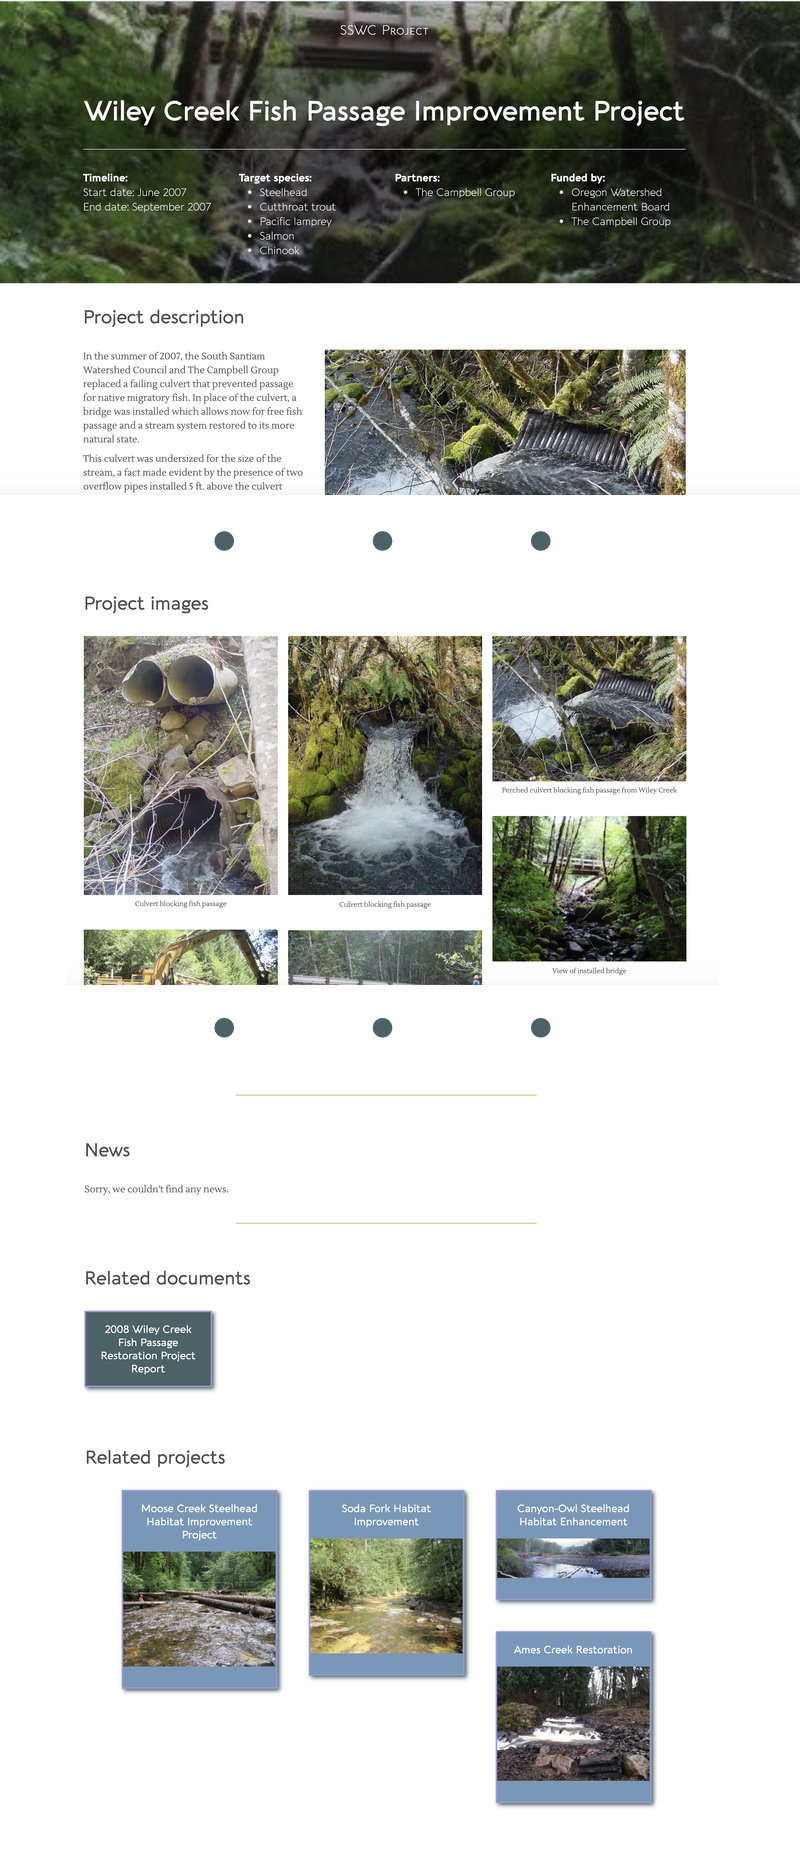 SSWC Project
Wiley Creek Fish Passage Improvement Project
Timeline:
Start date: June 2007
End date: September 2007
Target species:
• Steelhead
• Cutthroat trout
• Pacific lamprey
• Salmon
• Chinook
Partners:
• The Campbell Group
Funded by:
• Oregon Watershed
Enhancement Board
• The Campbell Group
Project description
In the summer of 2007, the South Santiam
Watershed Council and The Campbell Group
replaced a failing culvert that prevented passage
for native migratory fish. In place of the culvert, a
bridge was installed which allows now for free fish
passage and a stream system restored to its more
natural state.
This culvert was undersized for the size of the
stream, a fact made evident by the presence of two
overflow pipes installed 5 ft. above the culvert
Project images
Culvert blocking fish passage
Culvert blocking fish passage
Perched culvert blocking fish passage from Wiley Creek
View of installed bridge
News
Sorry, we couldn't find any news.
Related documents
2008 Wiley Creek
Fish Passage
Restoration Project
Report
Related projects
Moose Creek Steelhead
Habitat Improvement
Project
Soda Fork Habitat
Improvement
Canyon-Owl Steelhead
Habitat Enhancement
Ames Creek Restoration